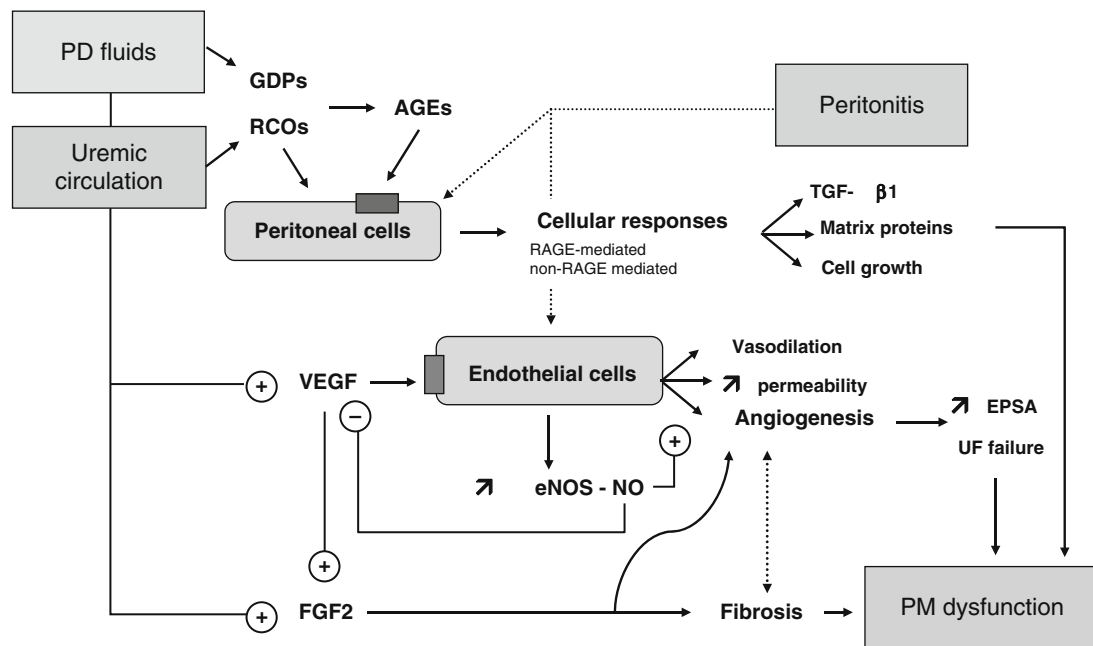 PD fluids
GDPs
AGEs
RCOs
Uremic
circulation
Peritonitis
Peritoneal cells
Cellular responses
RAGE-mediated
non-RAGE mediated
TGF- β1
Matrix proteins
Cell growth
+
VEGF
Endothelial cells
Vasodilation
permeability
Angiogenesis
EPSA
UF failure
−
+
eNOS - NO
+
+
FGF2
Fibrosis
PM dysfunction